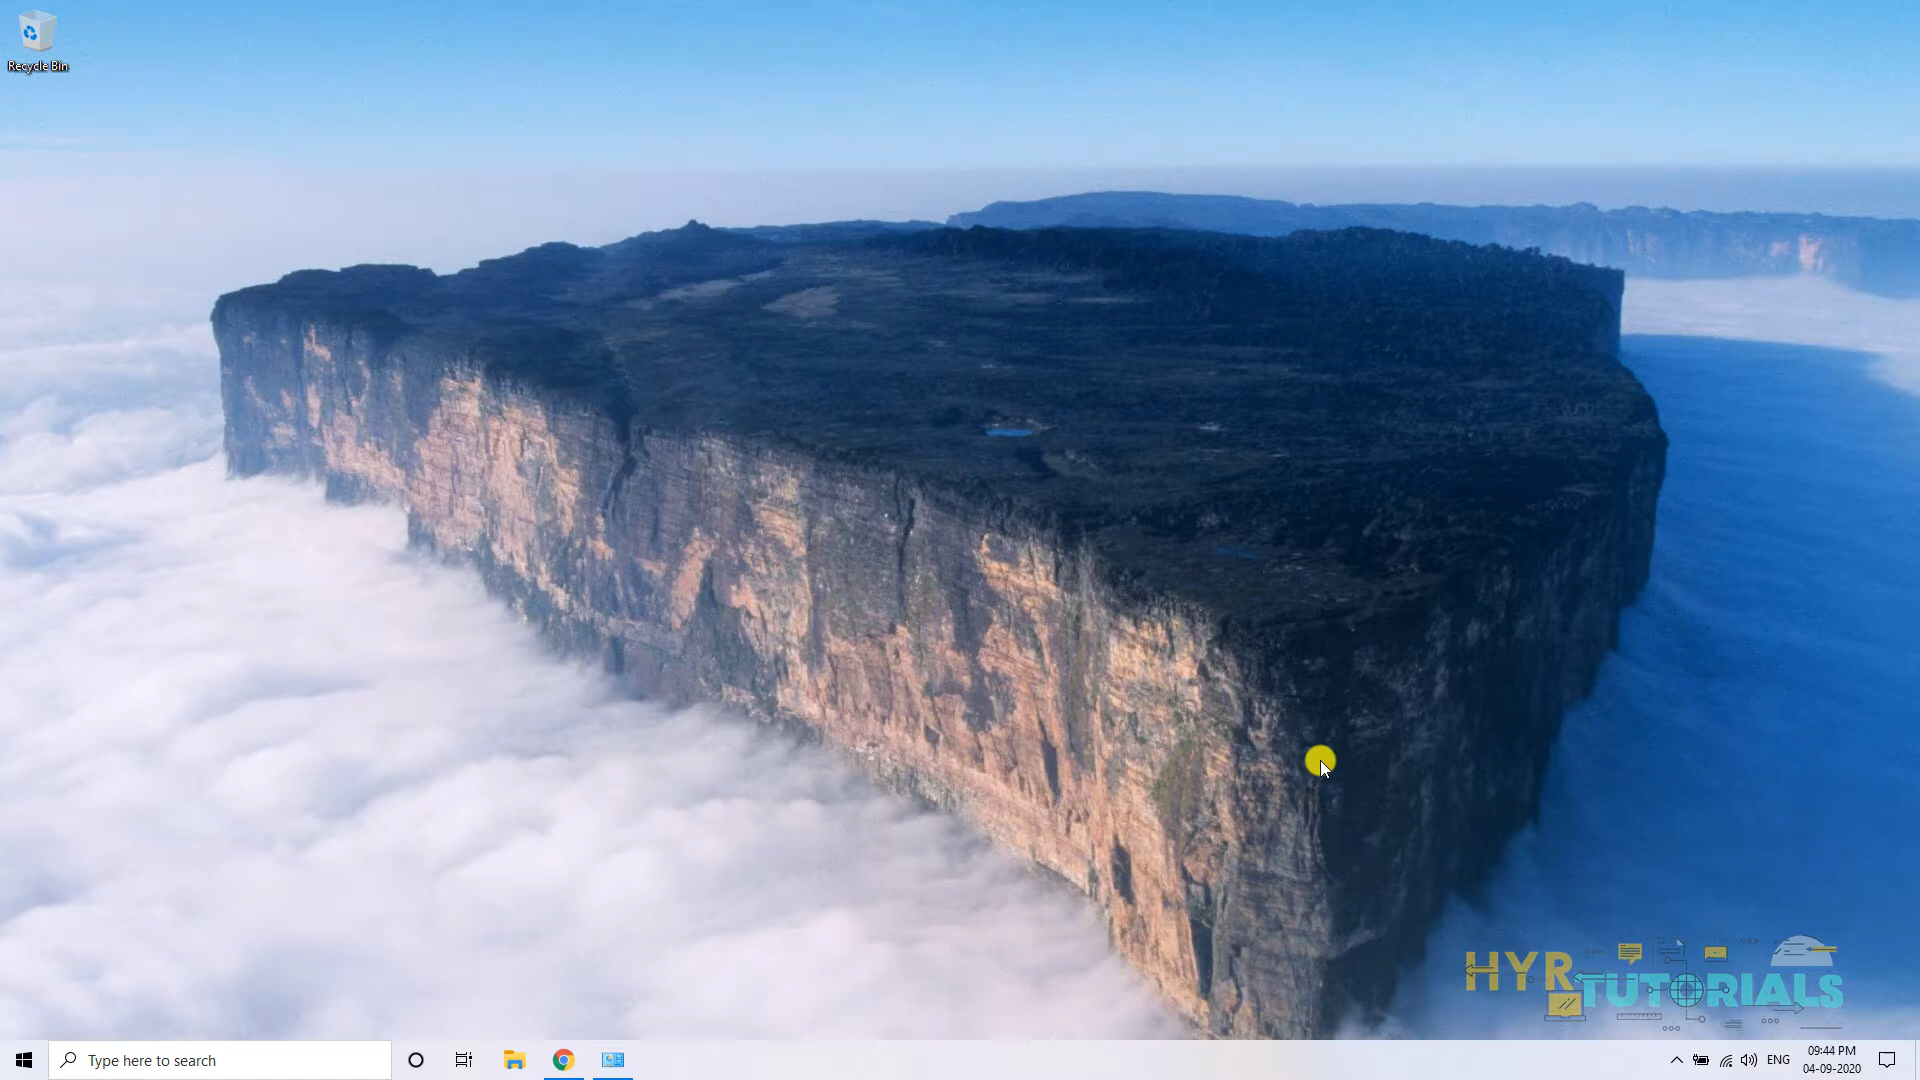 Recycle Bin
HYR
TUTORIALS
Type here to search
ENG
09:44 PM
04-09-2020